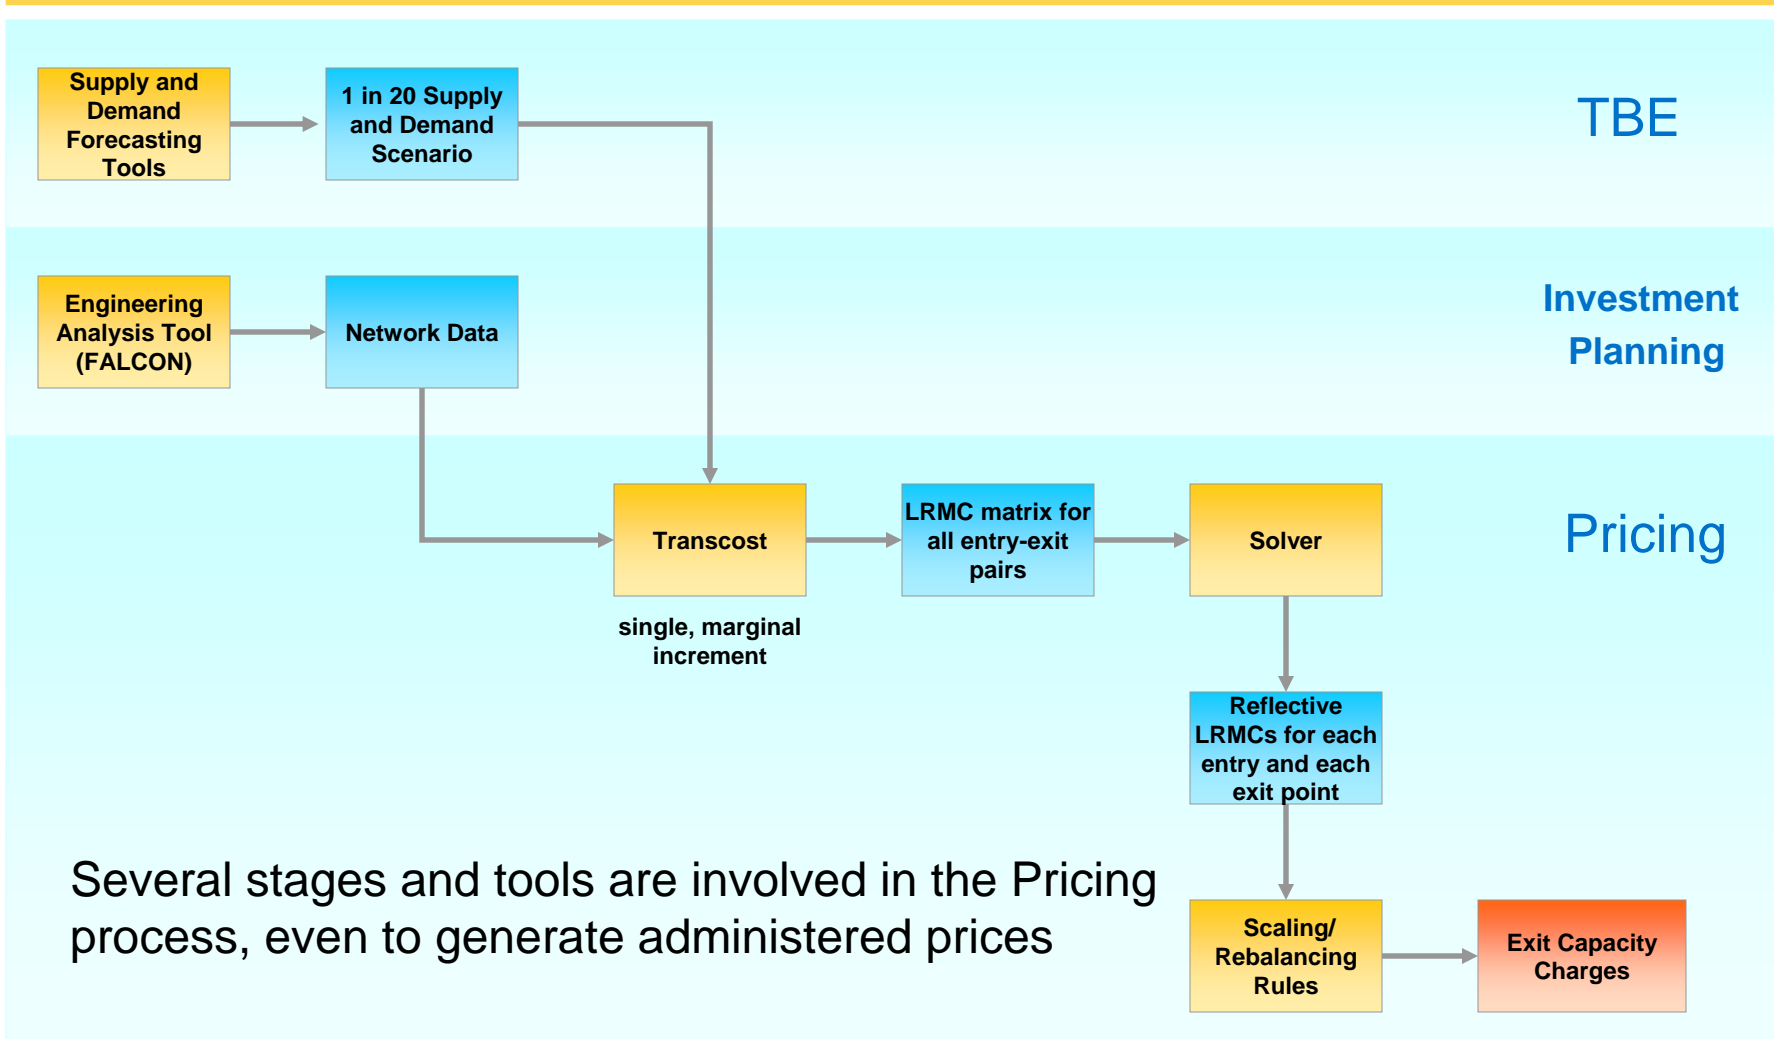 Supply and
Demand
Forecasting
Tools
1 in 20 Supply
and Demand
Scenario
TBE
Engineering
Analysis Tool
(FALCON)
Network Data
Investment
Planning
Transcost
single, marginal
increment
LRMC matrix for
all entry-exit
pairs
Solver
Pricing
Reflective
LRMCs for each
entry and each
exit point
Several stages and tools are involved in the Pricing
process, even to generate administered prices
Scaling/
Rebalancing
Rules
Exit Capacity
Charges